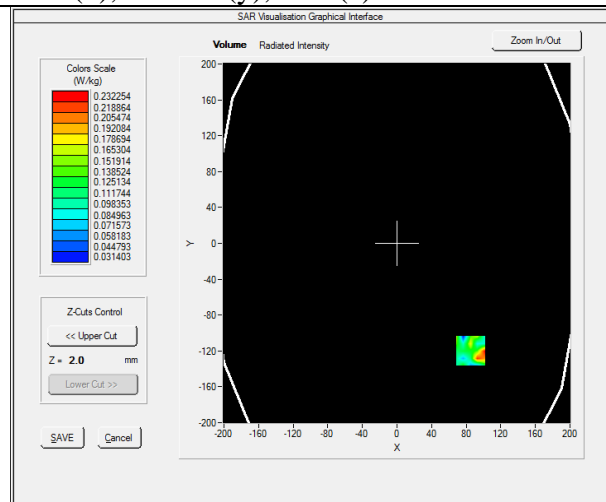 SAR Visualisation Graphical Interface
Volume Radiated Intensity
Zoom In/Out
Colors Scale
(W/kg)
0.232254
0.218864
0.205474
0.192084
0.178694
0.165304
0.151914
0.138524
0.125134
0.111744
0.098353
0.084963
0.071573
0.058183
0.044793
0.031403
Z-Cuts Control
<< Upper Cut
Z = 2.0 mm
Lower Cut >>
SAVE Cancel
Y
200
160
120
80
40
0
-40
-80
-120
-160
-200
-200 -160 -120 -80 -40 0 40 80 120 160 200
X